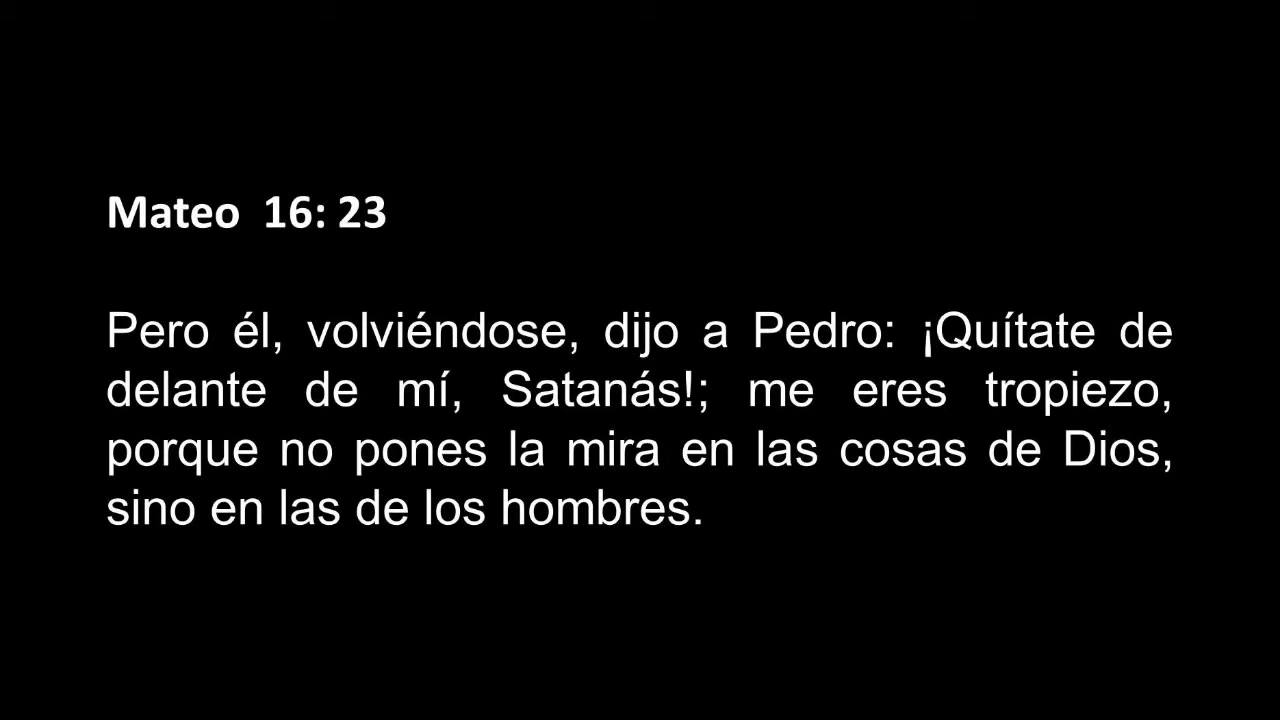 Mateo  16: 23
Pero él, volviéndose, dijo a Pedro: ¡Quítate de
delante de mí, Satanás!; me eres tropiezo,
porque no pones la mira en las cosas de Dios,
sino en las de los hombres.